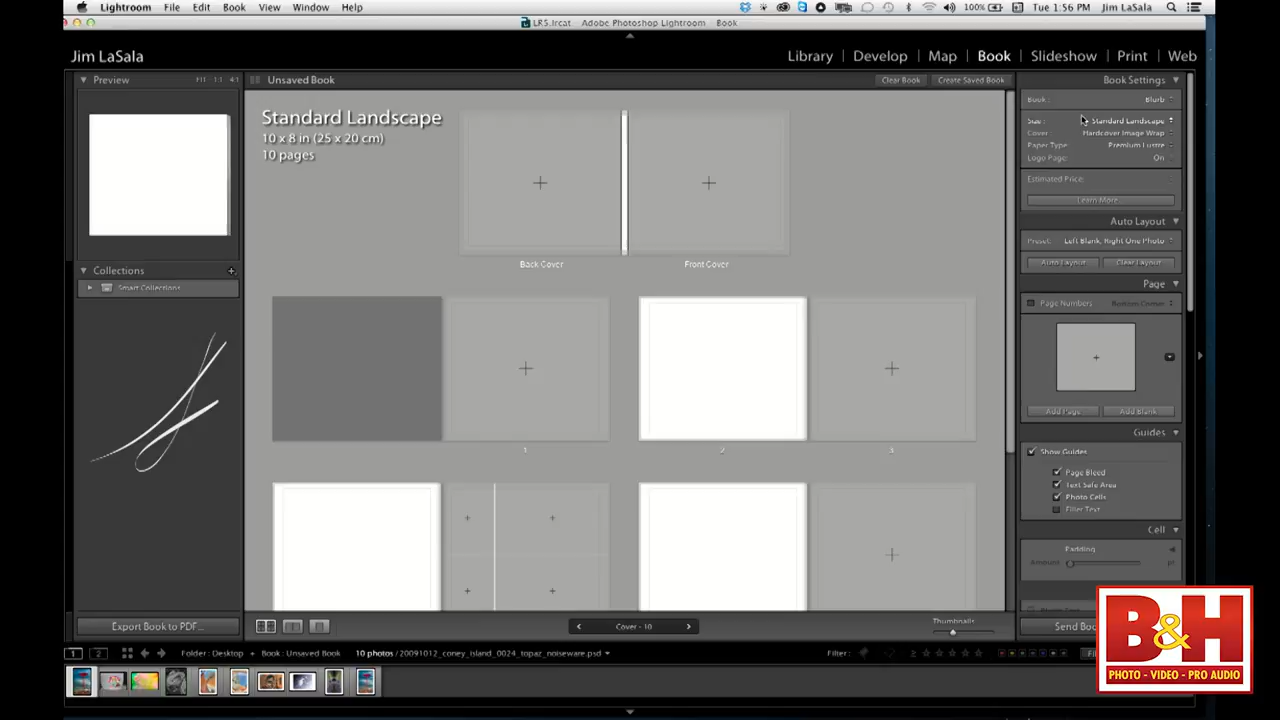 Lightroom File Edit Book View Window Help
100% Tue 1:56 PM Jim LaSala
LR5.lrcat - Adobe Photoshop Lightroom - Book
Jim LaSala
Library | Develop | Map | Book | Slideshow | Print | Web
Preview FIT 1:1 4:1
Unsaved Book
Clear Book Create Saved Book
Book Settings
Standard Landscape
10 x 8 in (25 x 20 cm)
10 pages
Book: Blurb
Size: Standard Landscape
Cover: Hardcover Image Wrap
Paper Type: Premium Lustre
Logo Page: On
Estimated Price:
Learn More...
Auto Layout
Preset: Left Blank, Right One Photo
Auto Layout Clear Layout
Back Cover
Front Cover
Collections
Smart Collections
Page
Page Numbers Bottom Corner
Add Page Add Blank
1
2
3
Guides
Show Guides
Page Bleed
Text Safe Area
Photo Cells
Filler Text
Cell
Padding
Amount pt
Export Book to PDF...
Cover - 10
Thumbnails
Send Boo
1 2
Folder : Desktop Book : Unsaved Book 10 photos / 20091012_coney_island_0024_topaz_noiseware.psd
Filter :
B&H
PHOTO - VIDEO - PRO AUDIO